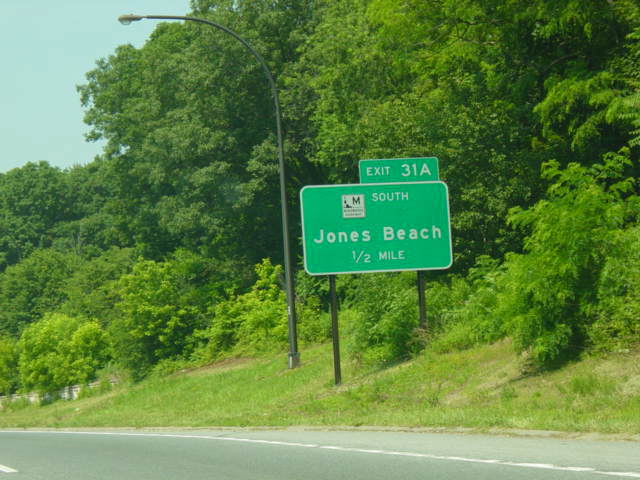 EXIT 31A
M SOUTH
Jones Beach
1/2 MILE